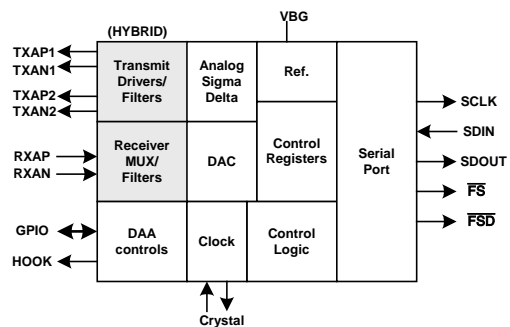 VBG
(HYBRID)
TXAP1
TXAN1
TXAP2
TXAN2
Transmit
Drivers/
Filters
Analog
Sigma
Delta
Ref.
RXAP
RXAN
Receiver
MUX/
Filters
DAC
Control
Registers
Serial
Port
SCLK
SDIN
SDOUT
FS
FSD
GPIO
HOOK
DAA
controls
Clock
Control
Logic
Crystal